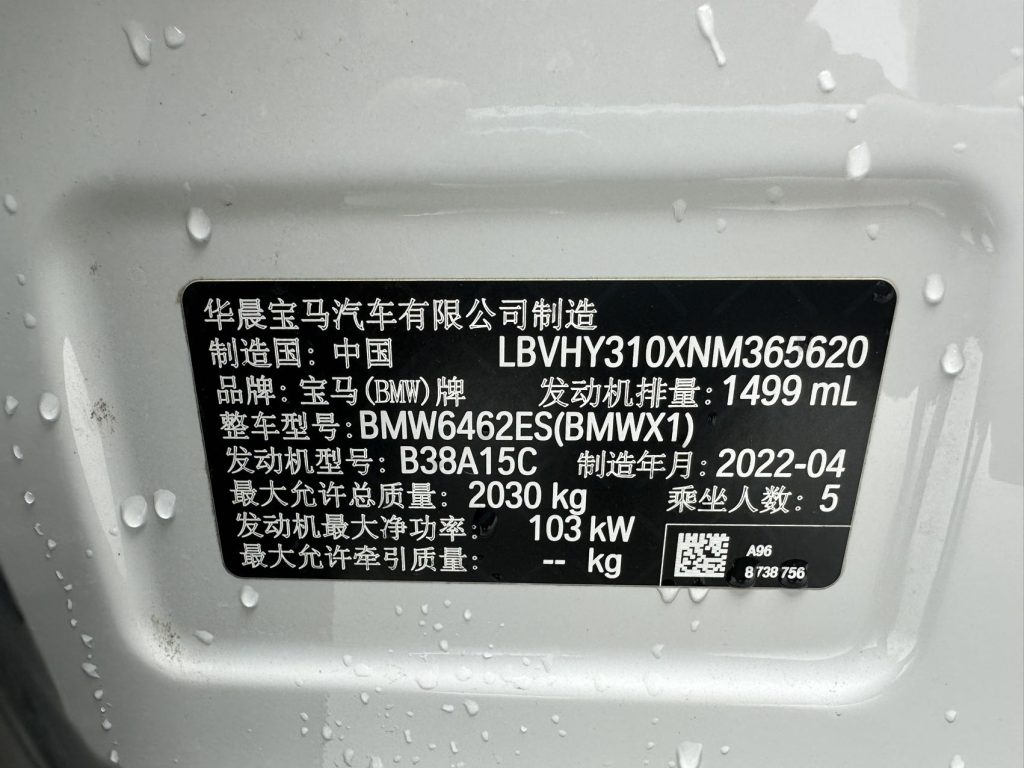 华晨宝马汽车有限公司制造
制造国：中国 LBVHY310XNM365620
品牌：宝马(BMW)牌 发动机排量：1499 mL
整车型号：BMW6462ES(BMWX1)
发动机型号：B38A15C 制造年月：2022-04
最大允许总质量：2030 kg 乘坐人数：5
发动机最大净功率：103 kW
最大允许牵引质量：-- kg
A96
8738756